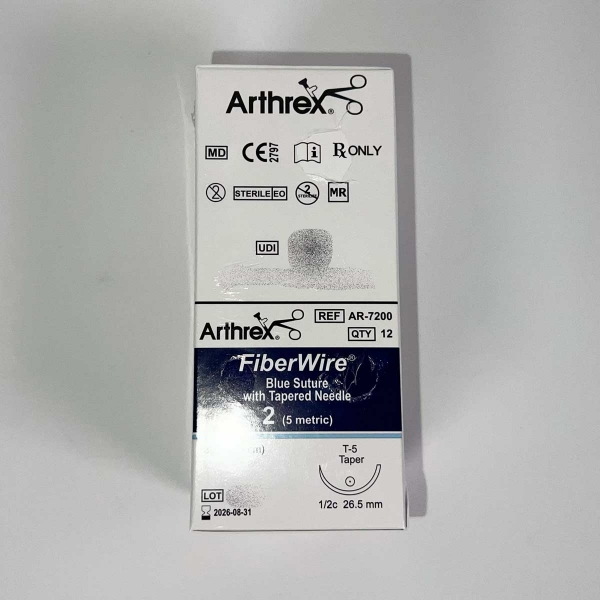 Arthrex®
MD CE 2797 i Rx ONLY
2 STERILE EO 2 STERILIZE MR
UDI
Arthrex®
REF AR-7200
QTY 12
FiberWire®
Blue Suture
with Tapered Needle
2 (5 metric)
T-5
Taper
LOT
1/2c 26.5 mm
2026-08-31